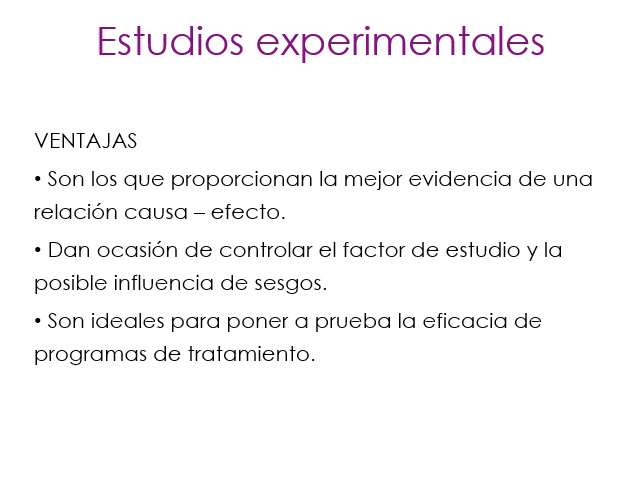 Estudios experimentales
VENTAJAS
• Son los que proporcionan la mejor evidencia de una
relación causa – efecto.
• Dan ocasión de controlar el factor de estudio y la
posible influencia de sesgos.
• Son ideales para poner a prueba la eficacia de
programas de tratamiento.